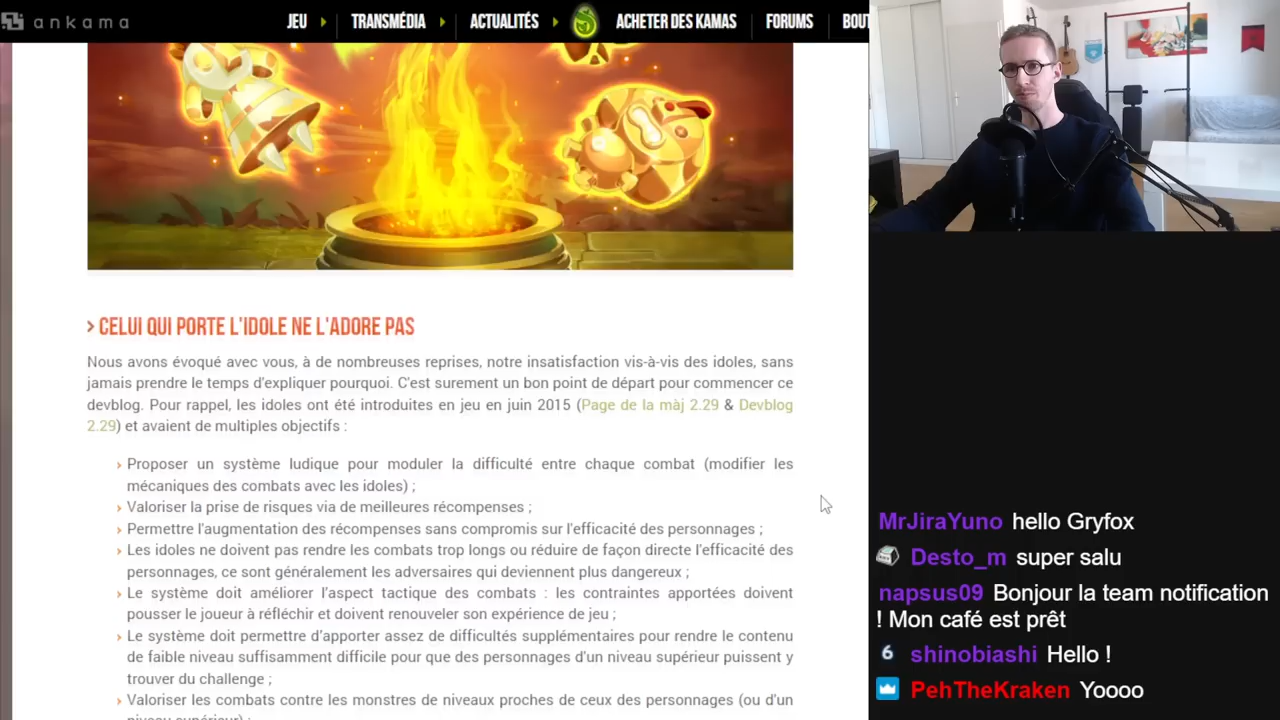 ankama
JEU
TRANSMÉDIA
ACTUALITÉS
ACHETER DES KAMAS
FORUMS
BOUT
> CELUI QUI PORTE L'IDOLE NE L'ADORE PAS
Nous avons évoqué avec vous, à de nombreuses reprises, notre insatisfaction vis-à-vis des idoles, sans
jamais prendre le temps d'expliquer pourquoi. C'est surement un bon point de départ pour commencer ce
devblog. Pour rappel, les idoles ont été introduites en jeu en juin 2015 (Page de la màj 2.29 & Devblog
2.29) et avaient de multiples objectifs :
› Proposer un système ludique pour moduler la difficulté entre chaque combat (modifier les
mécaniques des combats avec les idoles) ;
› Valoriser la prise de risques via de meilleures récompenses ;
› Permettre l'augmentation des récompenses sans compromis sur l'efficacité des personnages ;
› Les idoles ne doivent pas rendre les combats trop longs ou réduire de façon directe l'efficacité des
personnages, ce sont généralement les adversaires qui deviennent plus dangereux ;
› Le système doit améliorer l'aspect tactique des combats : les contraintes apportées doivent
pousser le joueur à réfléchir et doivent renouveler son expérience de jeu ;
› Le système doit permettre d'apporter assez de difficultés supplémentaires pour rendre le contenu
de faible niveau suffisamment difficile pour que des personnages d'un niveau supérieur puissent y
trouver du challenge ;
› Valoriser les combats contre les monstres de niveaux proches de ceux des personnages (ou d'un
niveau supérieur) ;
MrJiraYuno hello Gryfox
Desto_m super salu
napsus09 Bonjour la team notification
! Mon café est prêt
6 shinobiashi Hello !
PehTheKraken Yoooo